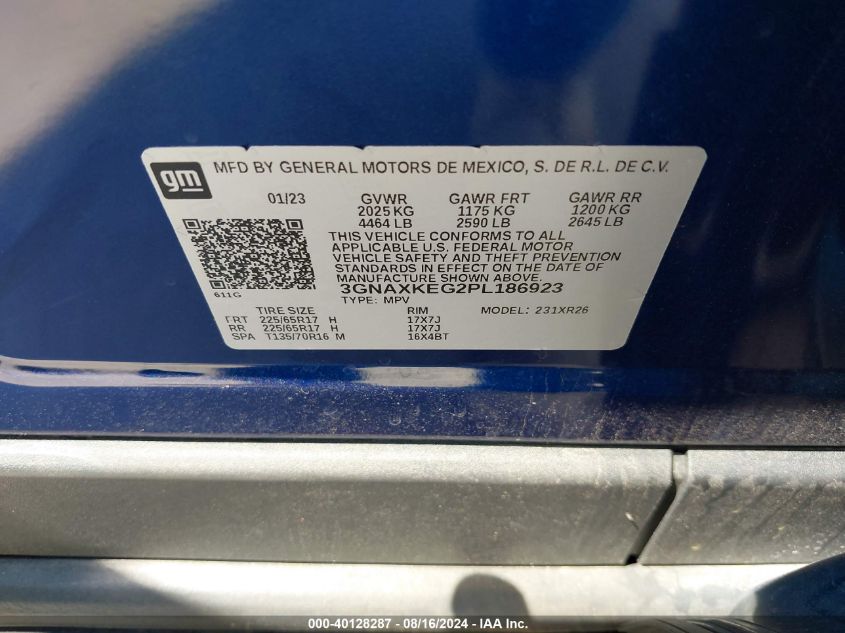 gm
MFD BY GENERAL MOTORS DE MEXICO, S. DE R.L. DE C.V.
01/23 GVWR GAWR FRT GAWR RR
2025 KG 1175 KG 1200 KG
4464 LB 2590 LB 2645 LB
THIS VEHICLE CONFORMS TO ALL
APPLICABLE U.S. FEDERAL MOTOR
VEHICLE SAFETY AND THEFT PREVENTION
STANDARDS IN EFFECT ON THE DATE OF
MANUFACTURE SHOWN ABOVE.
3GNAXKEG2PL186923
611G
TYPE: MPV
TIRE SIZE RIM MODEL: 231XR26
FRT 225/65R17 H 17X7J
RR 225/65R17 H 17X7J
SPA T135/70R16 M 16X4BT
000-40128287 - 08/16/2024 - IAA Inc.